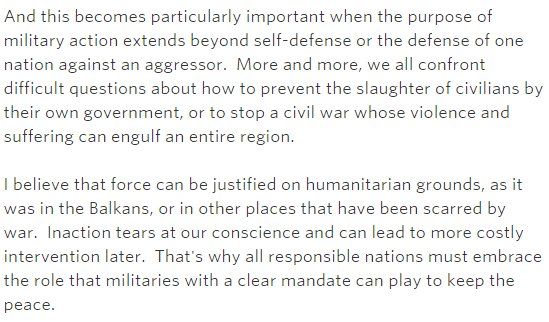 And this becomes particularly important when the purpose of
military action extends beyond self-defense or the defense of one
nation against an aggressor.  More and more, we all confront
difficult questions about how to prevent the slaughter of civilians by
their own government, or to stop a civil war whose violence and
suffering can engulf an entire region.
I believe that force can be justified on humanitarian grounds, as it
was in the Balkans, or in other places that have been scarred by
war.  Inaction tears at our conscience and can lead to more costly
intervention later.  That's why all responsible nations must embrace
the role that militaries with a clear mandate can play to keep the
peace.